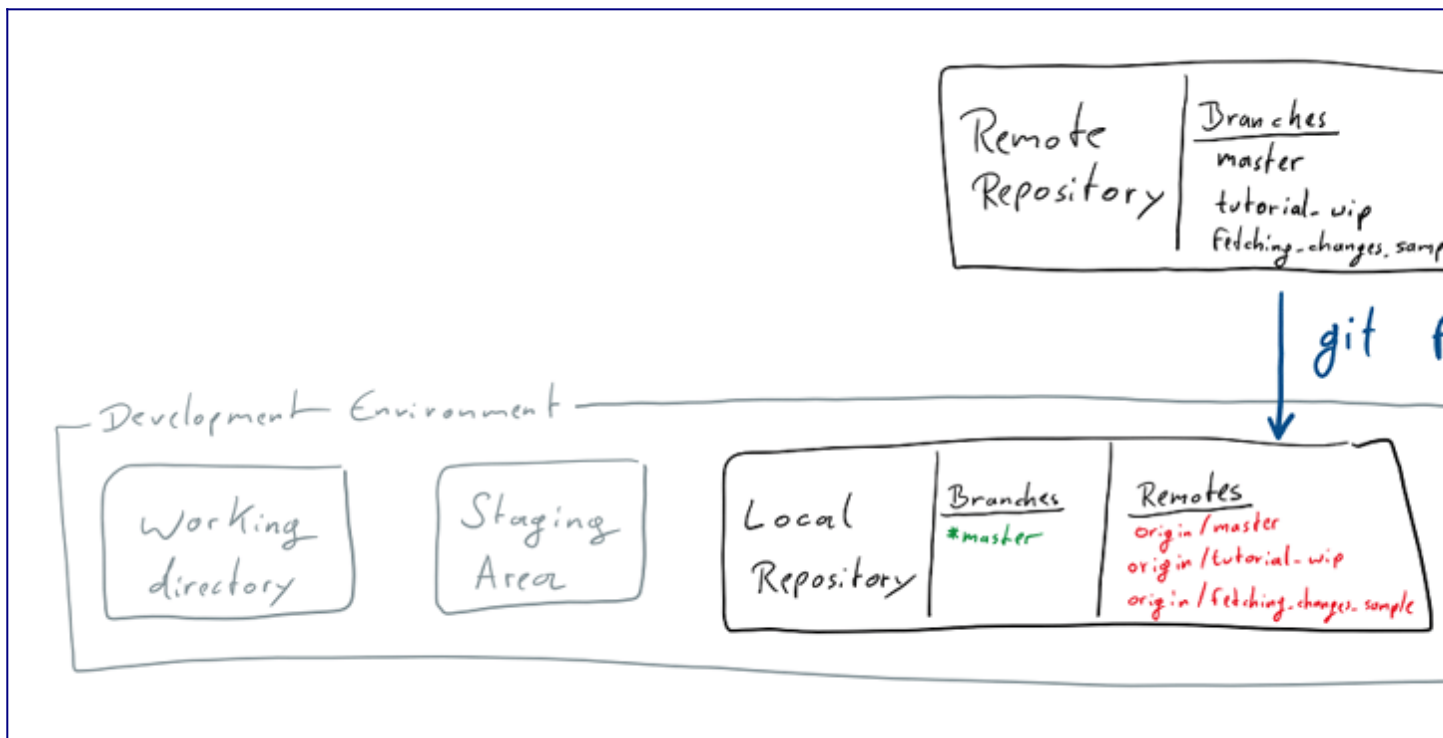 Remote
Repository
Branches
master
tutorial_wip
fetching_changes_samp
git f
Development Environment
Working
directory
Staging
Area
Local
Repository
Branches
*master
Remotes
origin/master
origin/tutorial_wip
origin/fetching_changes_sample